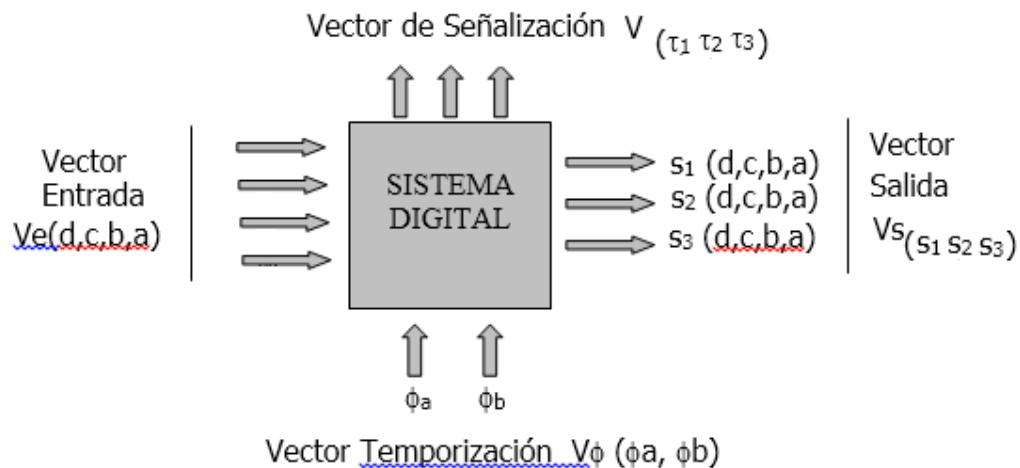 Vector de Señalización V (τ1 τ2 τ3)
Vector
Entrada
Ve(d,c,b,a)
SISTEMA
DIGITAL
s1 (d,c,b,a)
s2 (d,c,b,a)
s3 (d,c,b,a)
Vector
Salida
Vs(s1 s2 s3)
ϕa ϕb
Vector Temporización Vϕ (ϕa, ϕb)